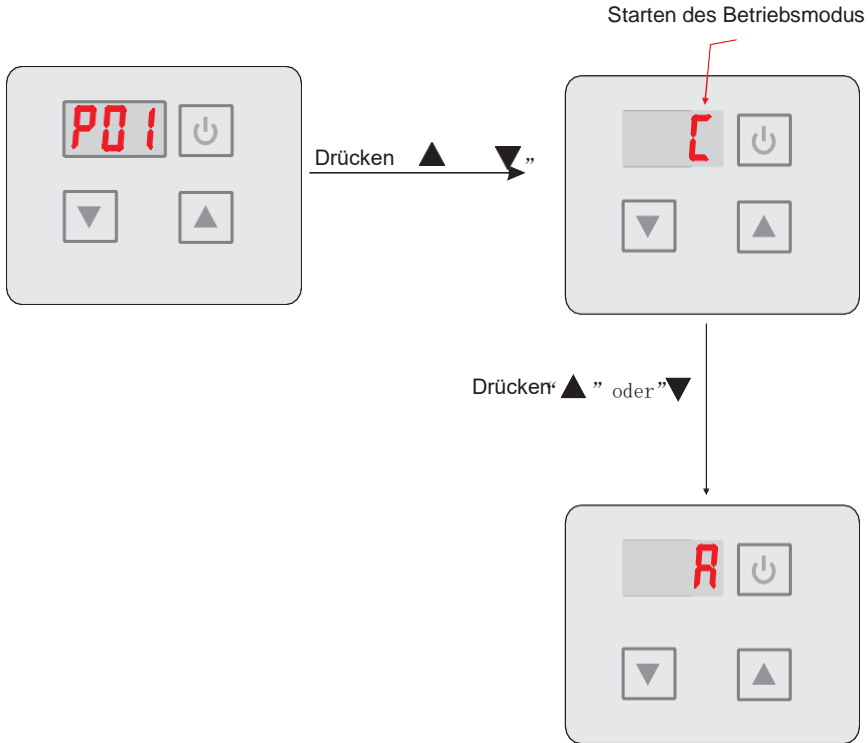 Starten des Betriebsmodus
P01
Drücken ▲ ▼”
C
Drücken“▲” oder”▼
A